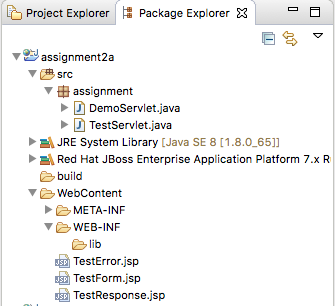 Project Explorer Package Explorer
assignment2a
src
assignment
DemoServlet.java
TestServlet.java
JRE System Library [Java SE 8 [1.8.0_65]]
Red Hat JBoss Enterprise Application Platform 7.x
build
WebContent
META-INF
WEB-INF
lib
TestError.jsp
TestForm.jsp
TestResponse.jsp